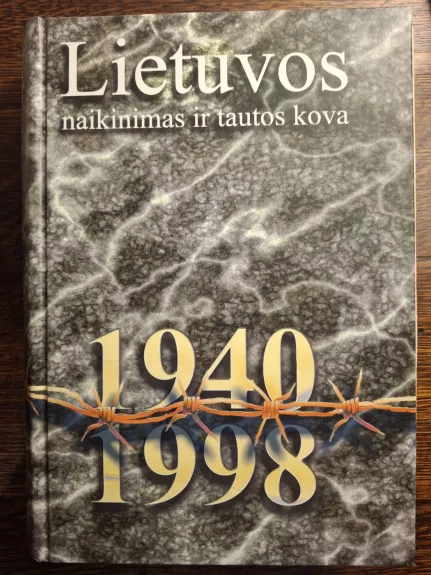 Lietuvos
naikinimas ir tautos kova
1940
1998